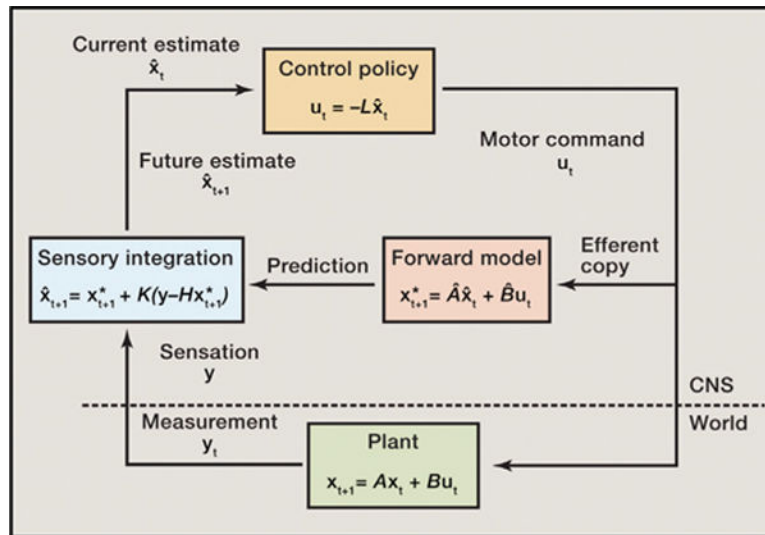 Current estimate
x̂ₜ
Control policy
uₜ = –Lx̂ₜ
Motor command
uₜ
Future estimate
x̂ₜ₊₁
Sensory integration
x̂ₜ₊₁ = x*ₜ₊₁ + K(y–Hx*ₜ₊₁)
Prediction
Forward model
x*ₜ₊₁ = Âx̂ₜ + B̂uₜ
Efferent
copy
Sensation
y
CNS
World
Measurement
yₜ
Plant
xₜ₊₁ = Axₜ + Buₜ